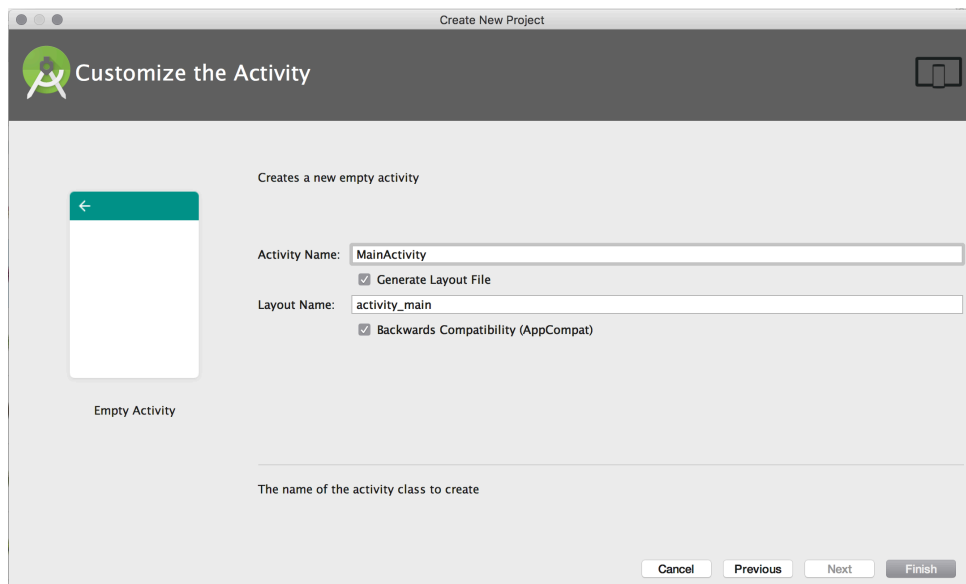 Create New Project
Customize the Activity
Creates a new empty activity
Activity Name: MainActivity
Generate Layout File
Layout Name: activity_main
Backwards Compatibility (AppCompat)
Empty Activity
The name of the activity class to create
Cancel Previous Next Finish